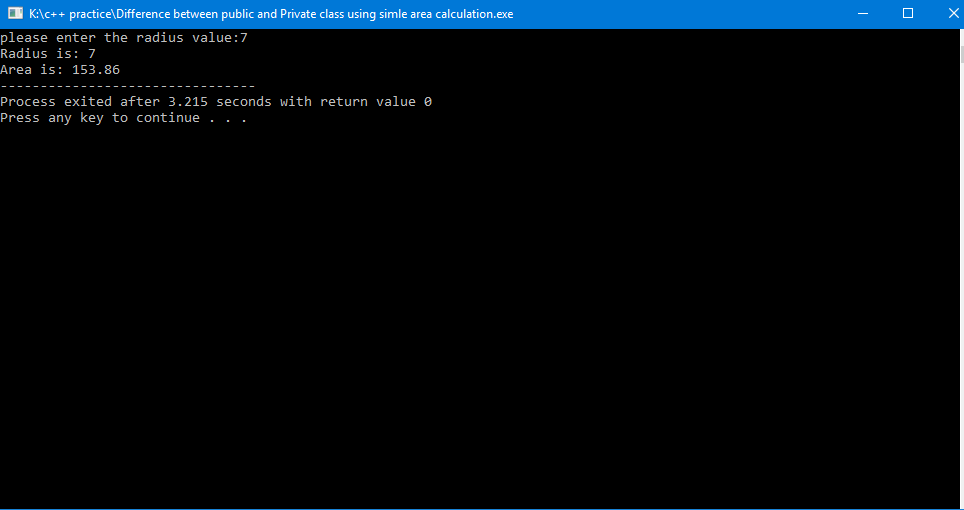 K:\c++ practice\Difference between public and Private class using simle area calculation.exe
please enter the radius value:7
Radius is: 7
Area is: 153.86
--------------------------------
Process exited after 3.215 seconds with return value 0
Press any key to continue . . .